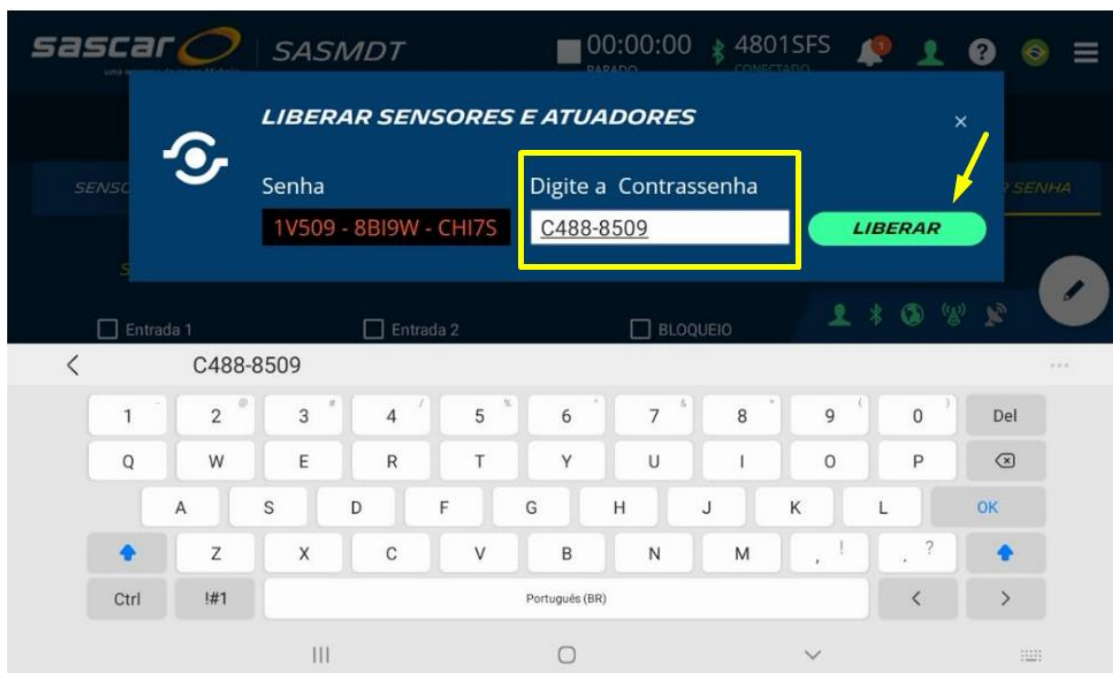 sascar SASMDT 00:00:00 4801SFS 1
PARADO CONECTADO
LIBERAR SENSORES E ATUADORES ×
Senha Digite a Contrassenha
1V509 - 8BI9W - CHI7S C488-8509 LIBERAR
SENHA
Entrada 1 Entrada 2 BLOQUEIO
C488-8509
1 - 2 @ 3 # 4 / 5 % 6 ^ 7 & 8 * 9 ( 0 ) Del
Q W E R T Y U I O P
A S D F G H J K L OK
Z X C V B N M , ! . ?
Ctrl !#1 Português (BR) < >